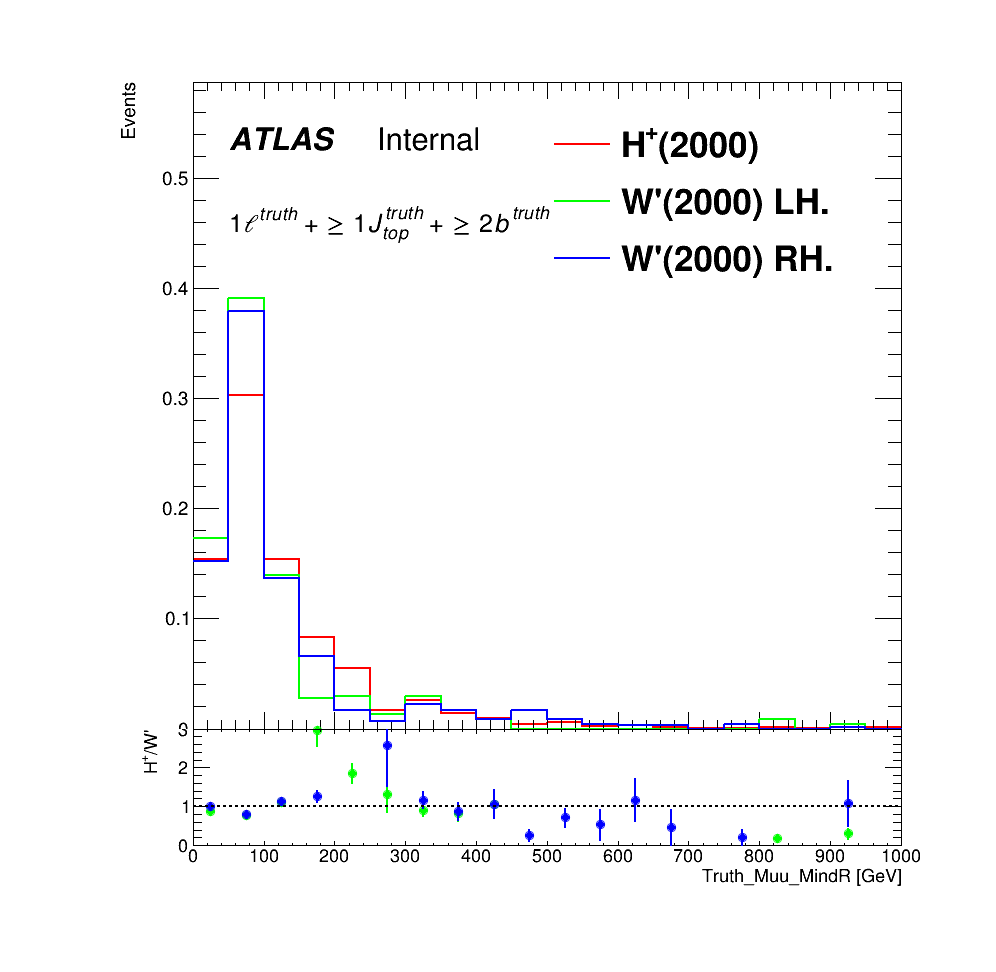 Events
ATLAS Internal
H⁺(2000)
W'(2000) LH.
W'(2000) RH.
1ℓ^truth + ≥ 1J_top^truth + ≥ 2b^truth
0.5
0.4
0.3
0.2
0.1
H⁺/W'
3
2
1
0
0 100 200 300 400 500 600 700 800 900 1000
Truth_Muu_MindR [GeV]